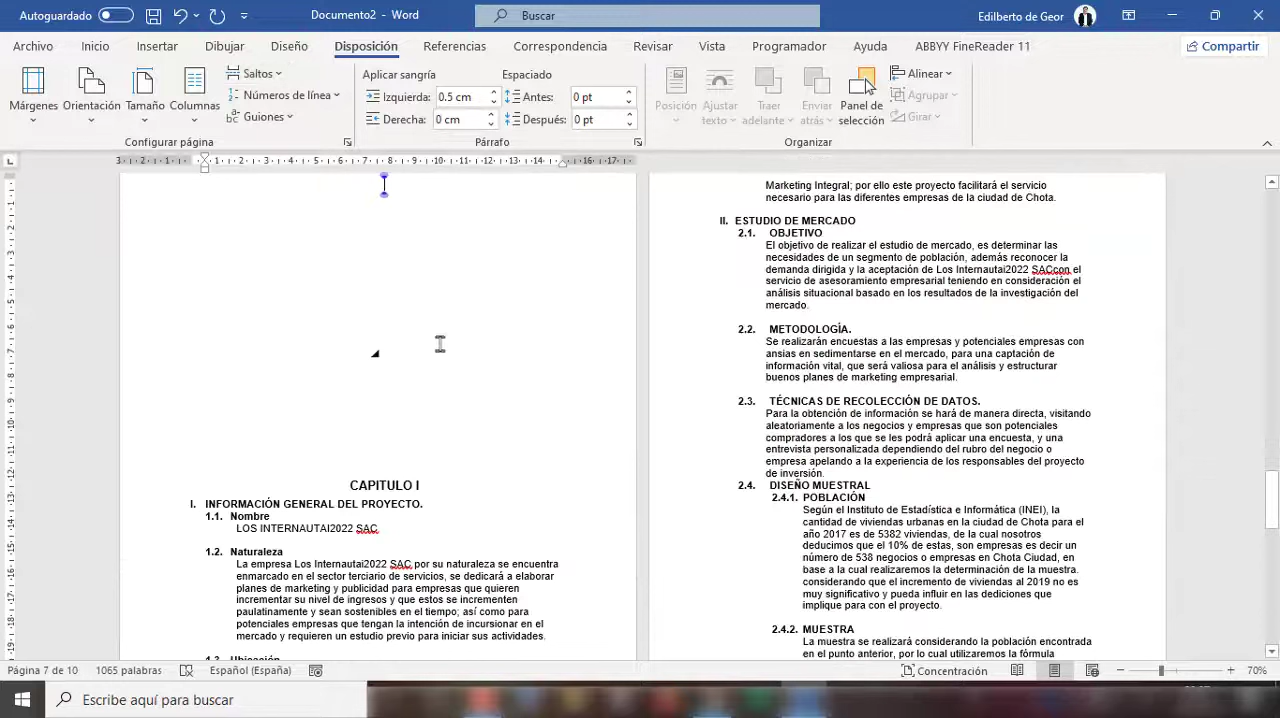 Autoguardado
Documento2 - Word
Buscar
Edilberto de Geor
Archivo Inicio Insertar Dibujar Diseño Disposición Referencias Correspondencia Revisar Vista Programador Ayuda ABBYY FineReader 11 Compartir
Márgenes
Orientación
Tamaño
Columnas
Saltos
Números de línea
Guiones
Configurar página
Aplicar sangría
Izquierda: 0.5 cm
Derecha: 0 cm
Espaciado
Antes: 0 pt
Después: 0 pt
Párrafo
Posición
Ajustar texto
Traer adelante
Enviar atrás
Panel de selección
Alinear
Agrupar
Girar
Organizar
3 2 1 1 2 3 4 5 6 7 8 9 10 11 12 13 14 16 17
CAPITULO I
I. INFORMACIÓN GENERAL DEL PROYECTO.
1.1. Nombre
LOS INTERNAUTAI2022 SAC
1.2. Naturaleza
La empresa Los Internautai2022 SAC por su naturaleza se encuentra
enmarcado en el sector terciario de servicios, se dedicará a elaborar
planes de marketing y publicidad para empresas que quieren
incrementar su nivel de ingresos y que estos se incrementen
paulatinamente y sean sostenibles en el tiempo; así como para
potenciales empresas que tengan la intención de incursionar en el
mercado y requieren un estudio previo para iniciar sus actividades.
1.3. Ubicación
Marketing Integral; por ello este proyecto facilitará el servicio
necesario para las diferentes empresas de la ciudad de Chota.
II. ESTUDIO DE MERCADO
2.1. OBJETIVO
El objetivo de realizar el estudio de mercado, es determinar las
necesidades de un segmento de población, además reconocer la
demanda dirigida y la aceptación de Los Internautai2022 SACcon el
servicio de asesoramiento empresarial teniendo en consideración el
análisis situacional basado en los resultados de la investigación del
mercado.
2.2. METODOLOGÍA.
Se realizarán encuestas a las empresas y potenciales empresas con
ansias en sedimentarse en el mercado, para una captación de
información vital, que será valiosa para el análisis y estructurar
buenos planes de marketing empresarial.
2.3. TÉCNICAS DE RECOLECCIÓN DE DATOS.
Para la obtención de información se hará de manera directa, visitando
aleatoriamente a los negocios y empresas que son potenciales
compradores a los que se les podrá aplicar una encuesta, y una
entrevista personalizada dependiendo del rubro del negocio o
empresa apelando a la experiencia de los responsables del proyecto
de inversión.
2.4. DISEÑO MUESTRAL
2.4.1. POBLACIÓN
Según el Instituto de Estadística e Informática (INEI), la
cantidad de viviendas urbanas en la ciudad de Chota para el
año 2017 es de 5382 viviendas, de la cual nosotros
deducimos que el 10% de estas, son empresas es decir un
número de 538 negocios o empresas en Chota Ciudad, en
base a la cual realizaremos la determinación de la muestra.
considerando que el incremento de viviendas al 2019 no es
muy significativo y pueda influir en las dediciones que
implique para con el proyecto.
2.4.2. MUESTRA
La muestra se realizará considerando la población encontrada
en el punto anterior, por lo cual utilizaremos la fórmula
Página 7 de 10 1065 palabras Español (España) Concentración 70%
Escribe aquí para buscar